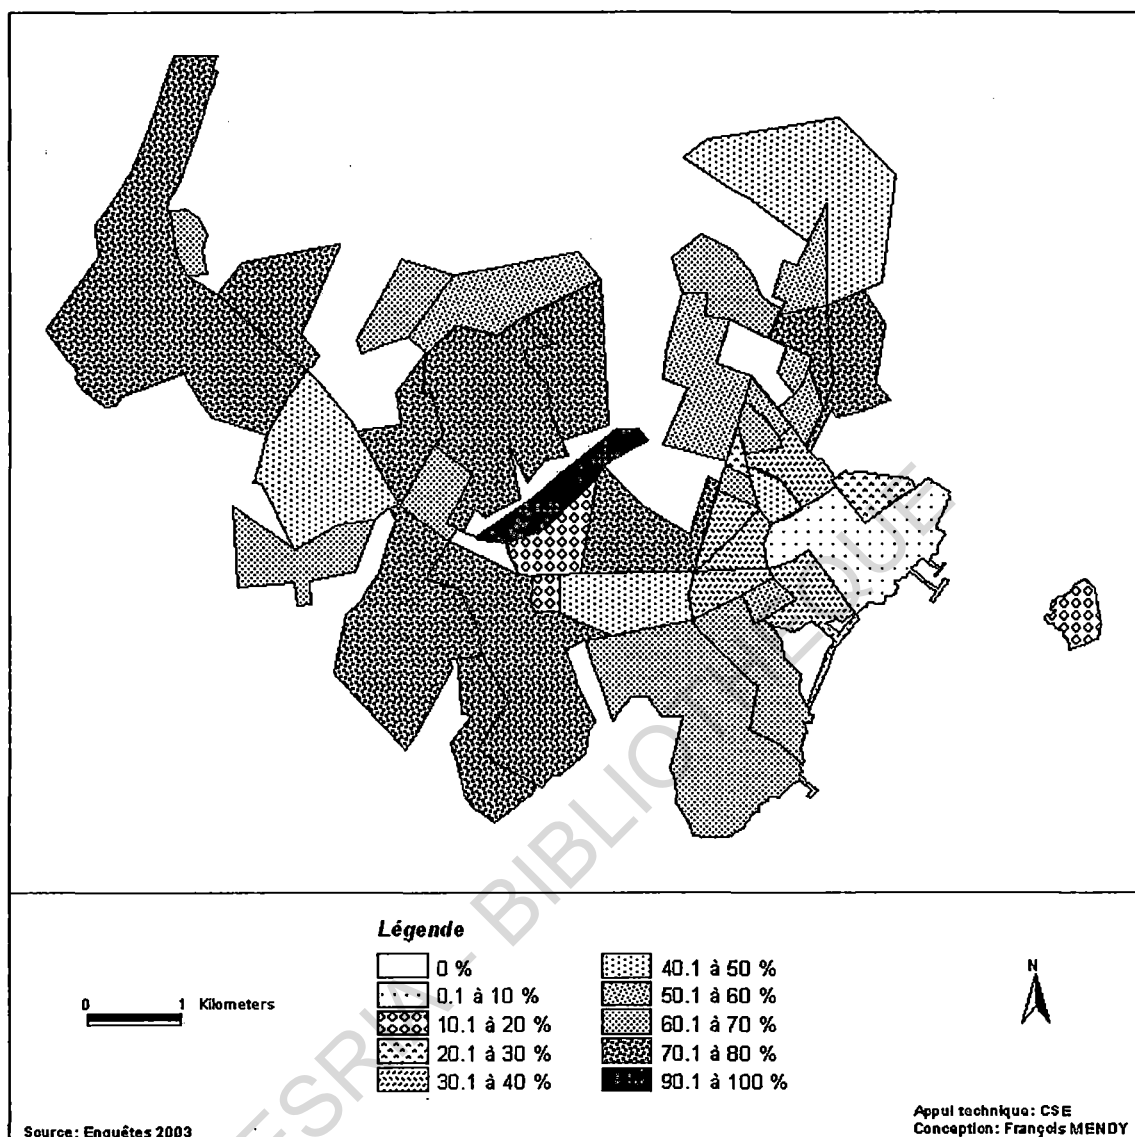 Légende
0 %
0.1 à 10 %
10.1 à 20 %
20.1 à 30 %
30.1 à 40 %
40.1 à 50 %
50.1 à 60 %
60.1 à 70 %
70.1 à 80 %
90.1 à 100 %
0 1 Kilometers
N
Source: Enquêtes 2003
Appui technique: CSE
Conception: François MENDY
ESRIA - BIBLIOTHEQUE